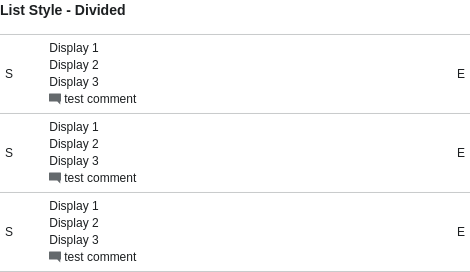 List Style - Divided
Display 1
Display 2
S
Display 3
E
test comment
Display 1
Display 2
S
Display 3
E
test comment
Display 1
Display 2
S
Display 3
E
test comment